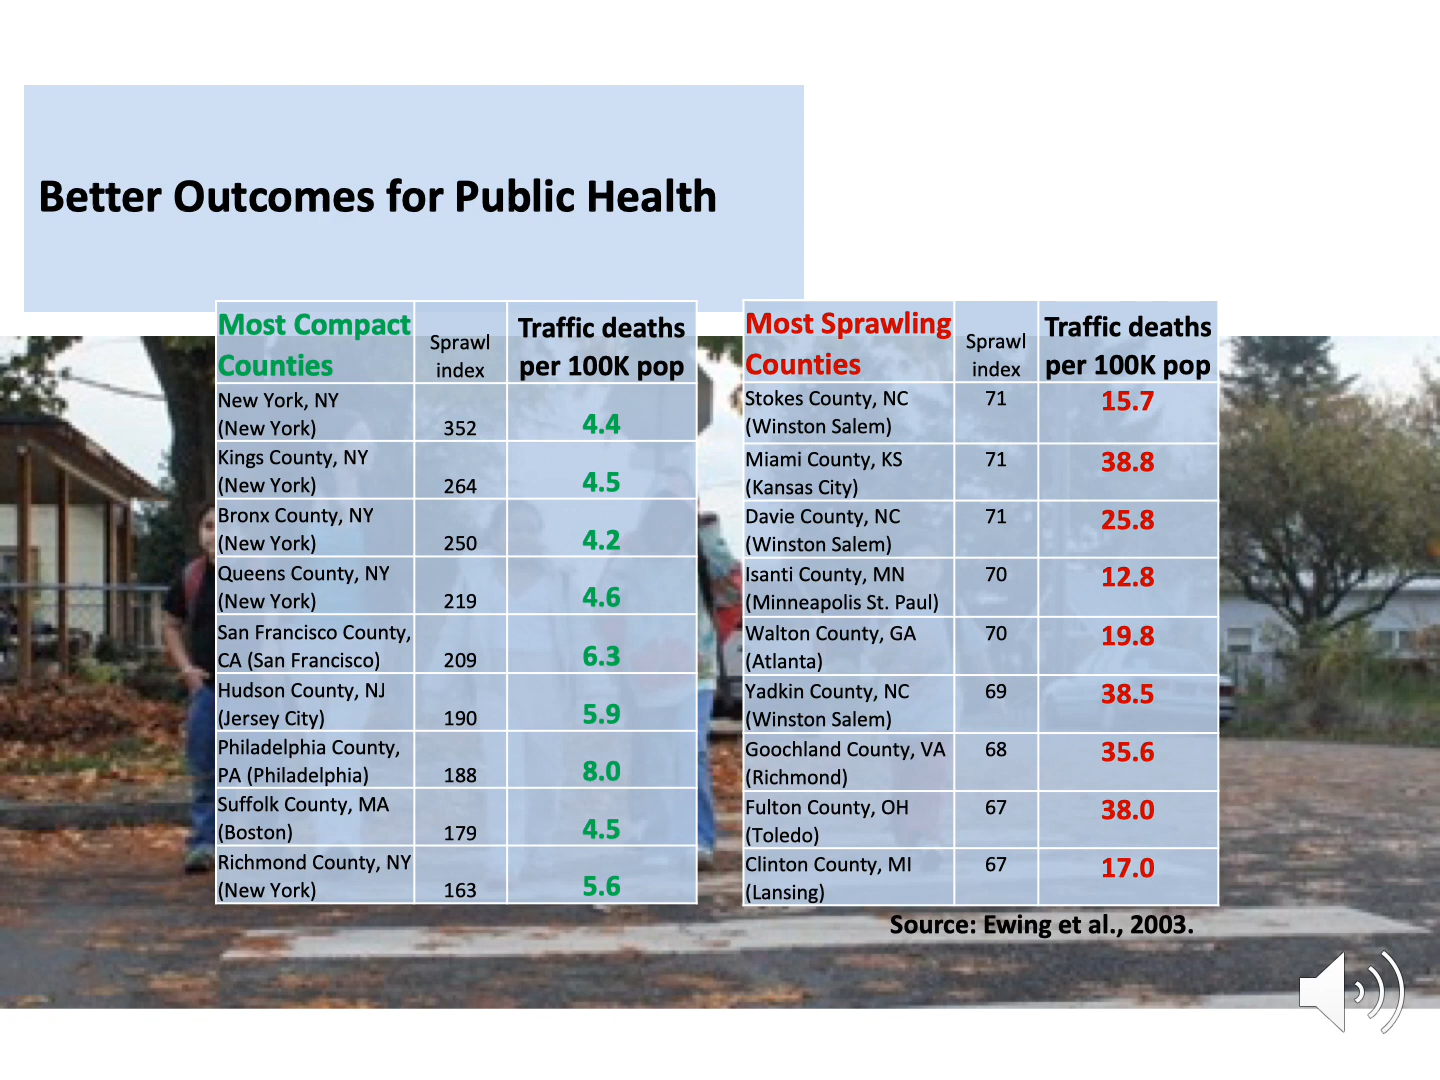 Better Outcomes for Public Health
Most Compact
Counties
Sprawl
index
Traffic deaths
per 100K pop
New York, NY
(New York)
352
4.4
Kings County, NY
(New York)
264
4.5
Bronx County, NY
(New York)
250
4.2
Queens County, NY
(New York)
219
4.6
San Francisco County,
CA (San Francisco)
209
6.3
Hudson County, NJ
(Jersey City)
190
5.9
Philadelphia County,
PA (Philadelphia)
188
8.0
Suffolk County, MA
(Boston)
179
4.5
Richmond County, NY
(New York)
163
5.6
Most Sprawling
Counties
Sprawl
index
Traffic deaths
per 100K pop
Stokes County, NC
(Winston Salem)
71
15.7
Miami County, KS
(Kansas City)
71
38.8
Davie County, NC
(Winston Salem)
71
25.8
Isanti County, MN
(Minneapolis St. Paul)
70
12.8
Walton County, GA
(Atlanta)
70
19.8
Yadkin County, NC
(Winston Salem)
69
38.5
Goochland County, VA
(Richmond)
68
35.6
Fulton County, OH
(Toledo)
67
38.0
Clinton County, MI
(Lansing)
67
17.0
Source: Ewing et al., 2003.